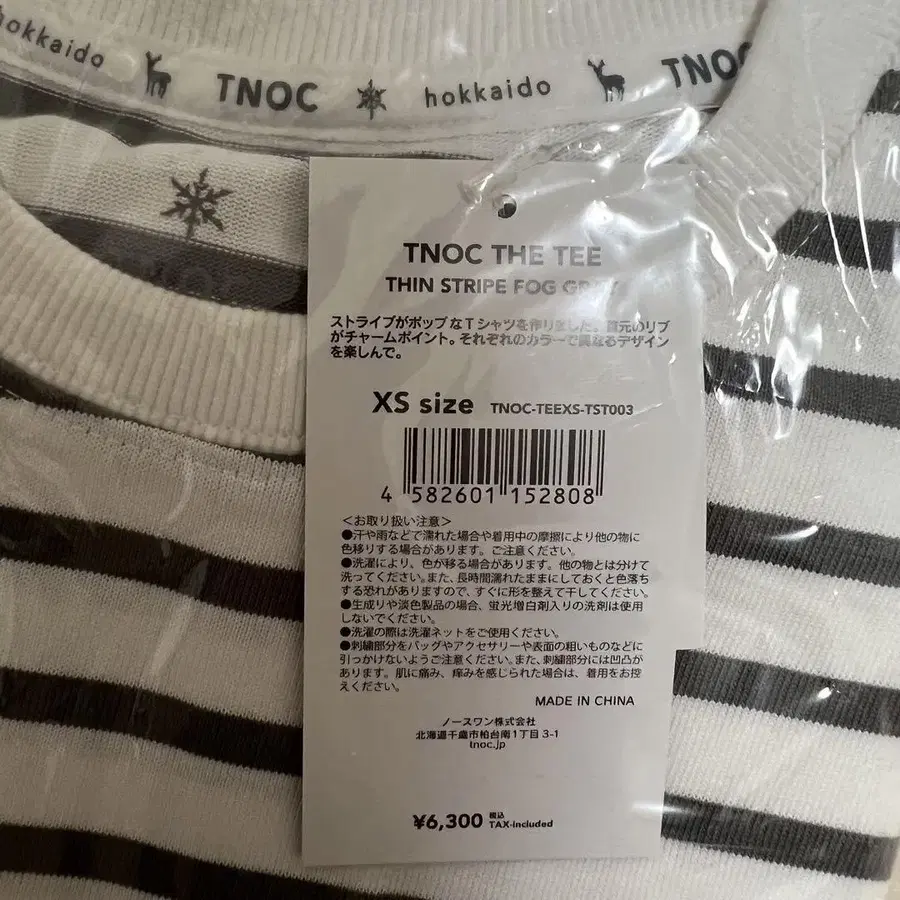 hokkaido TNOC hokkaido TNOC
TNOC THE TEE
THIN STRIPE FOG
ストライプがポップなTシャツを作りました。首元のリブ
がチャームポイント。それぞれのカラーで異なるデザイン
を楽しんで。
XS size TNOC-TEEXS-TST003
4 582601 152808
＜お取り扱い注意＞
●汗や雨などで濡れた場合や着用中の摩擦により他の物に
色移りする場合があります。ご注意ください。
●洗濯により、色が移る場合があります。他の物とは分けて
洗ってください。また、長時間濡れたままにしておくと色落ち
する恐れがありますので、すぐに形を整えて干してください。
●生成りや淡色製品の場合、蛍光増白剤入りの洗剤は使用
しないでください。
●洗濯の際は洗濯ネットをご使用ください。
●刺繍部分をバッグやアクセサリーや表面の粗いものなどに
引っかけないようご注意ください。また、刺繍部分には凹凸が
あります。肌に痛み、痒みを感じられた場合は、着用をお控
えください。
MADE IN CHINA
ノースワン株式会社
北海道千歳市柏台南1丁目3-1
tnoc.jp
¥6,300 税込 TAX-included